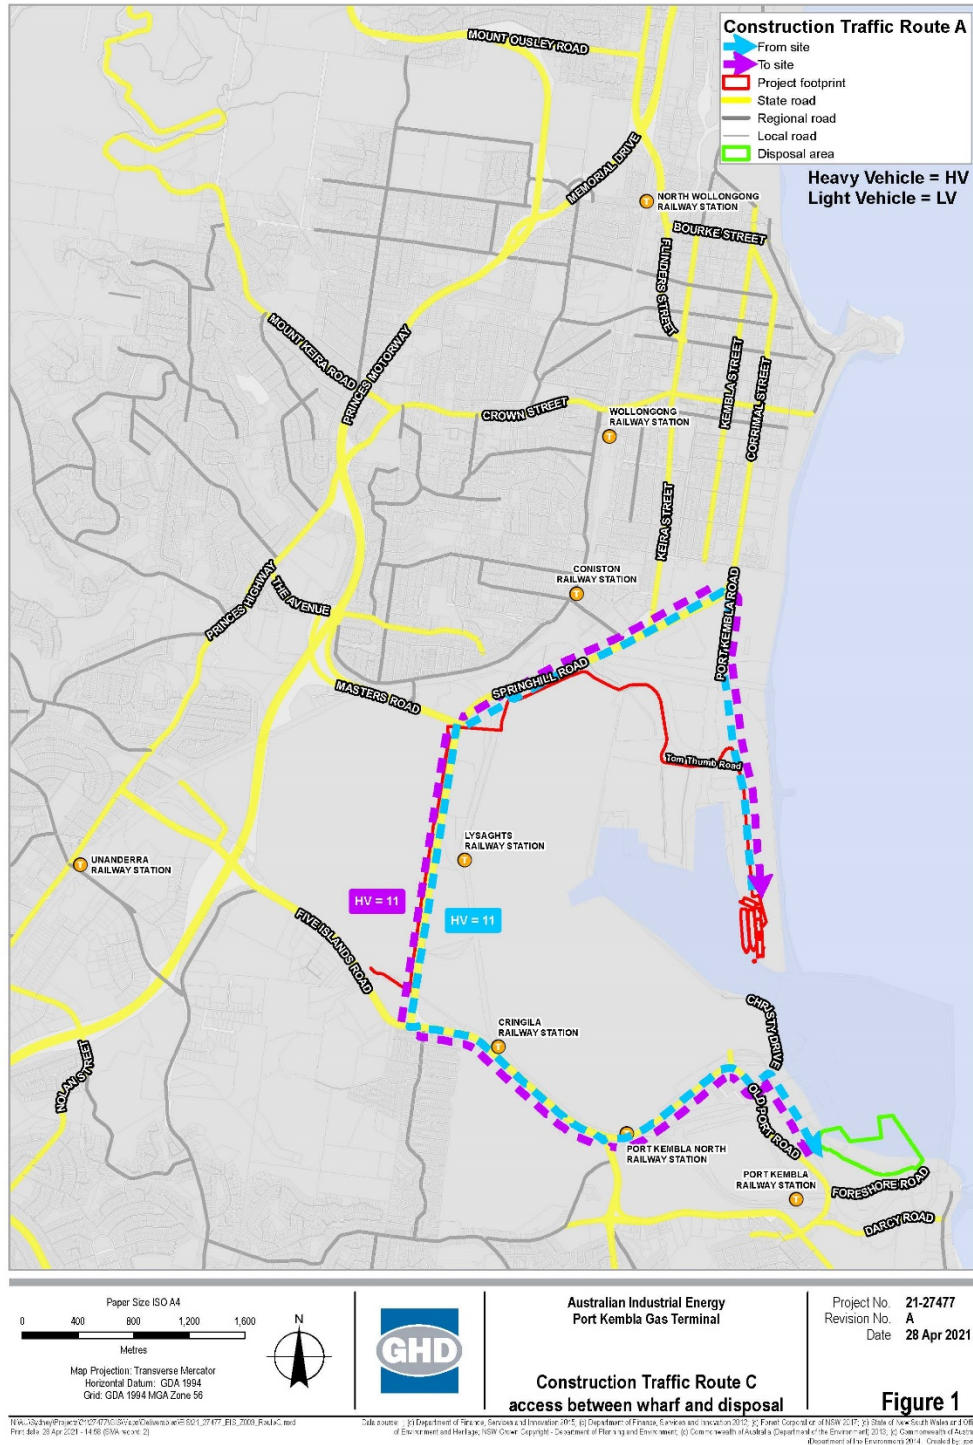 Construction Traffic Route A
From site
To site
Project footprint
State road
Regional road
Local road
Disposal area
Heavy Vehicle = HV
Light Vehicle = LV
MOUNT OUSLEY ROAD
MEMORIAL DRIVE
NORTH WOLLONGONG
RAILWAY STATION
BOURKE STREET
FLINDERS STREET
MOUNT KEIRA ROAD
PRINCES MOTORWAY
CROWN STREET
KEMBLA STREET
CORRIMAL STREET
WOLLONGONG
RAILWAY STATION
KEIRA STREET
CONISTON
RAILWAY STATION
PRINCES HIGHWAY
THE AVENUE
PORT KEMBLA ROAD
SPRINGHILL ROAD
MASTERS ROAD
Tom Thumb Road
LYSAGHTS
RAILWAY STATION
UNANDERRA
RAILWAY STATION
HV = 11
HV = 11
FIVE ISLANDS ROAD
CHRISTY DRIVE
CRINGILA
RAILWAY STATION
NOLAN STREET
OLD PORT ROAD
PORT KEMBLA NORTH
RAILWAY STATION
PORT KEMBLA
RAILWAY STATION
FORESHORE ROAD
DARCY ROAD
Paper Size ISO A4
0 400 800 1,200 1,600
Metres
Map Projection: Transverse Mercator
Horizontal Datum: GDA 1994
Grid: GDA 1994 MGA Zone 56
N
GHD
Australian Industrial Energy
Port Kembla Gas Terminal
Construction Traffic Route C
access between wharf and disposal
Project No. 21-27477
Revision No. A
Date 28 Apr 2021
Figure 1
Print date: 28 Apr 2021 - 14:58